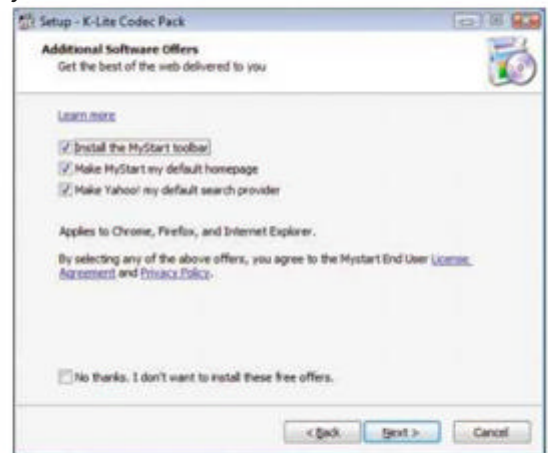 Setup - K-Lite Codec Pack
Additional Software Offers
Get the best of the web delivered to you
Learn more
Install the MyStart toolbar
Make MyStart my default homepage
Make Yahoo! my default search provider
Applies to Chrome, Firefox, and Internet Explorer.
By selecting any of the above offers, you agree to the Mystart End User License
Agreement and Privacy Policy.
No thanks. I don't want to install these free offers.
< Back Next > Cancel